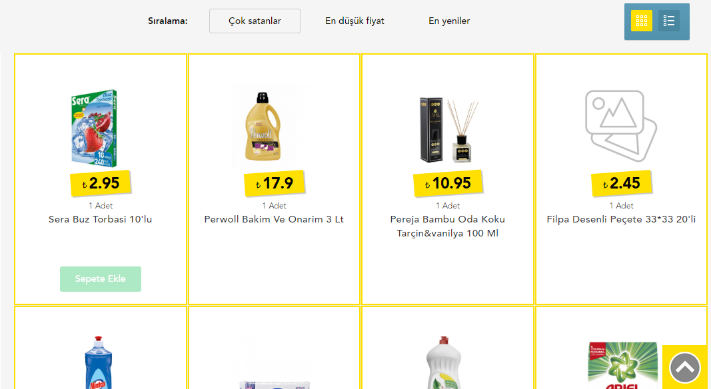 Sıralama:
Çok satanlar
En düşük fiyat
En yeniler
Sera
₺ 2.95
1 Adet
Sera Buz Torbasi 10'lu
Sepete Ekle
₺ 17.9
1 Adet
Perwoll Bakim Ve Onarim 3 Lt
₺ 10.95
1 Adet
Pereja Bambu Oda Koku
Tarçin&vanilya 100 Ml
₺ 2.45
1 Adet
Filpa Desenli Peçete 33*33 20'li
ARIEL